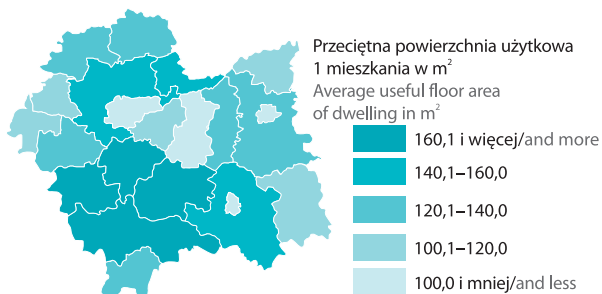 Przeciętna powierzchnia użytkowa
1 mieszkania w m²
Average useful floor area
of dwelling in m²
160,1 i więcej/and more
140,1–160,0
120,1–140,0
100,1–120,0
100,0 i mniej/and less